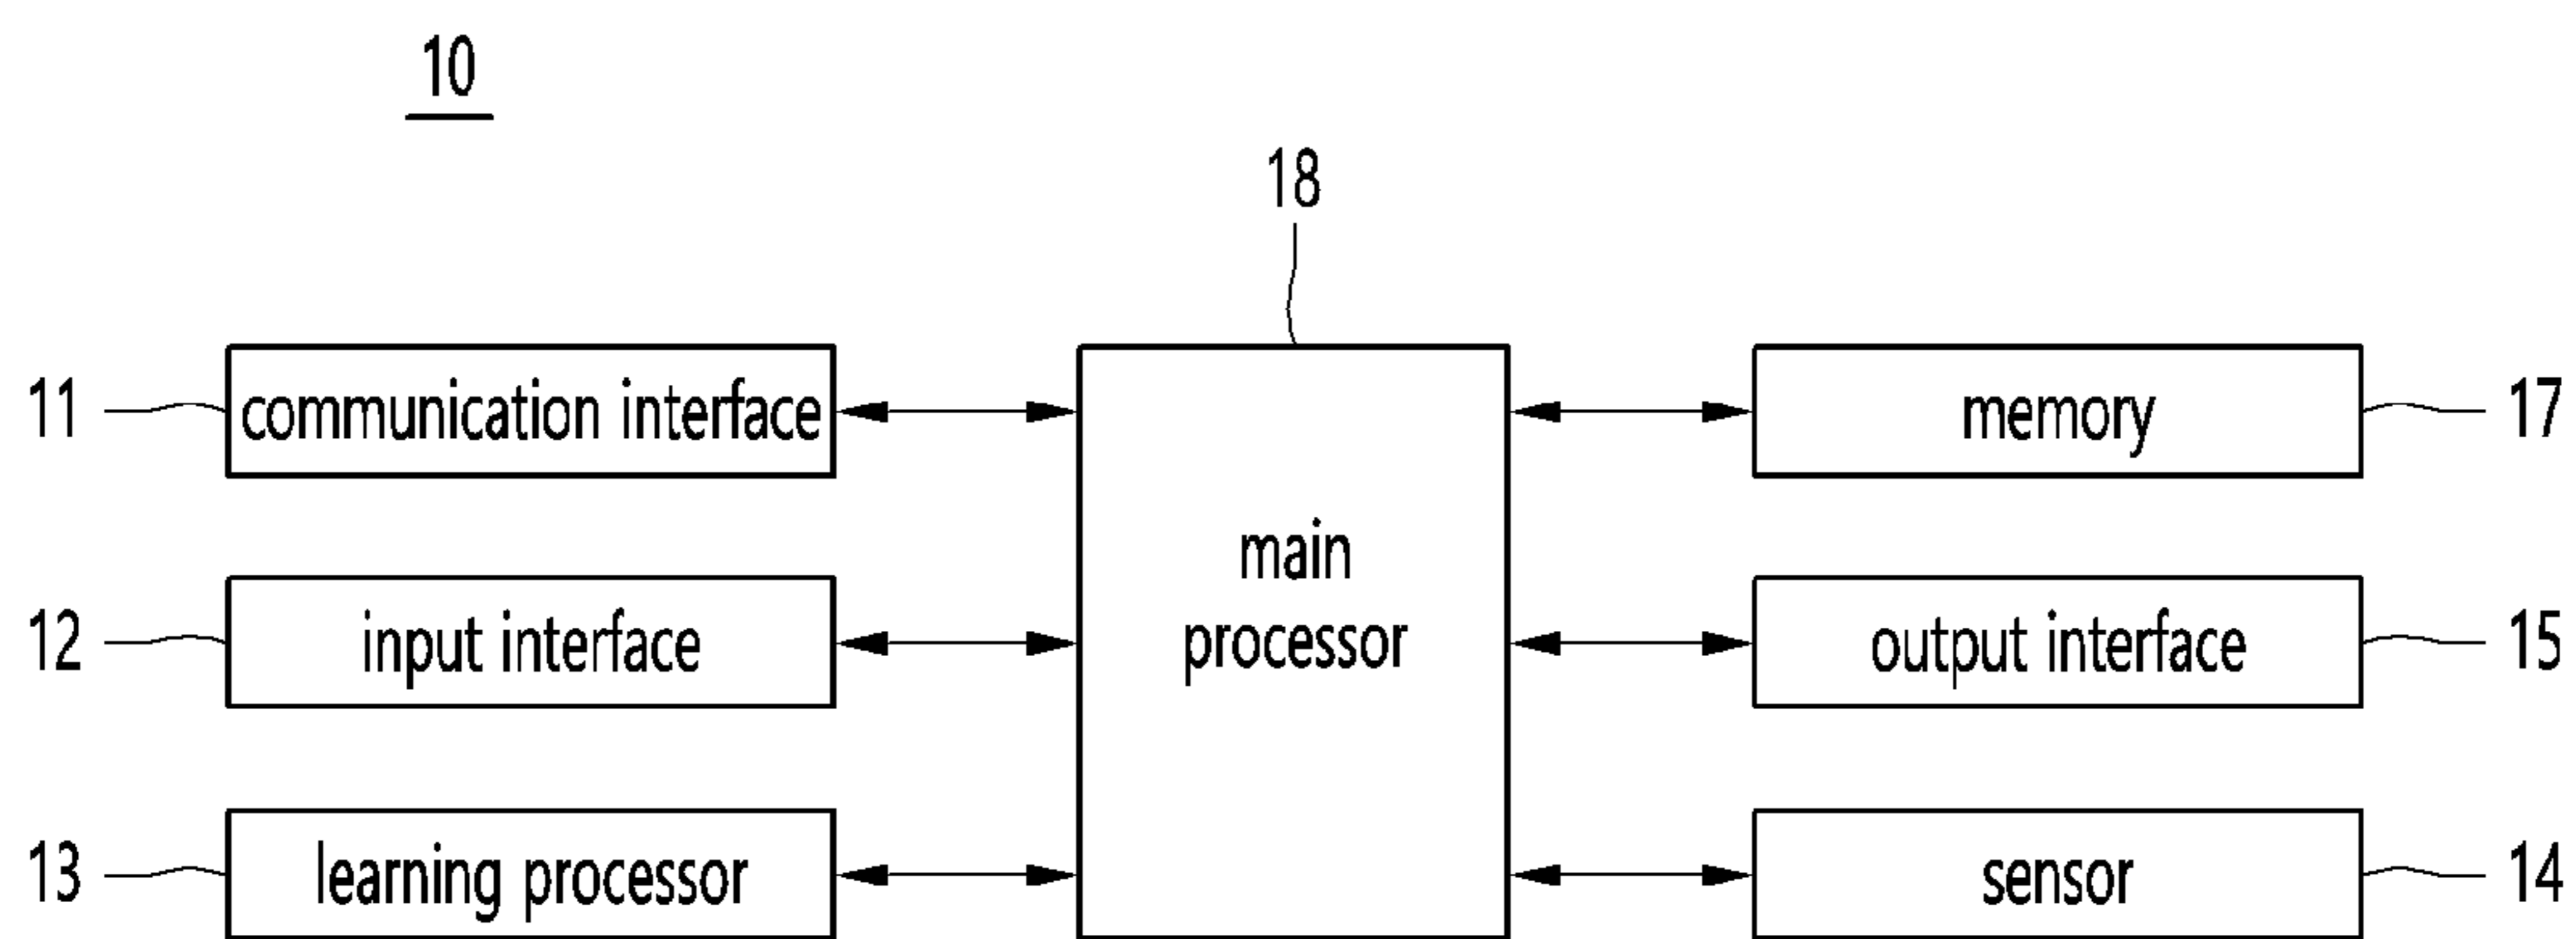 10
18
11 communication interface
memory 17
main
processor
12 input interface
output interface 15
13 learning processor
sensor 14